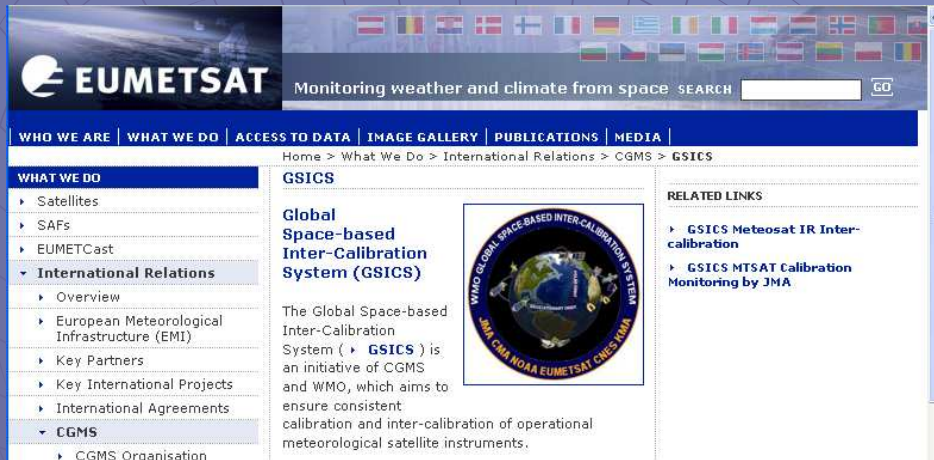 EUMETSAT
Monitoring weather and climate from space SEARCH GO
WHO WE ARE | WHAT WE DO | ACCESS TO DATA | IMAGE GALLERY | PUBLICATIONS | MEDIA |
Home > What We Do > International Relations > CGMS > GSICS
WHAT WE DO
Satellites
SAFs
EUMETCast
International Relations
Overview
European Meteorological
Infrastructure (EMI)
Key Partners
Key International Projects
International Agreements
CGMS
CGMS Organisation
GSICS
Global
Space-based
Inter-Calibration
System (GSICS)
WMO GLOBAL SPACE-BASED INTER-CALIBRATION SYSTEM
JMA CMA NOAA EUMETSAT CNES KMA
The Global Space-based
Inter-Calibration
System ( GSICS ) is
an initiative of CGMS
and WMO, which aims to
ensure consistent
calibration and inter-calibration of operational
meteorological satellite instruments.
RELATED LINKS
GSICS Meteosat IR Inter-
calibration
GSICS MTSAT Calibration
Monitoring by JMA